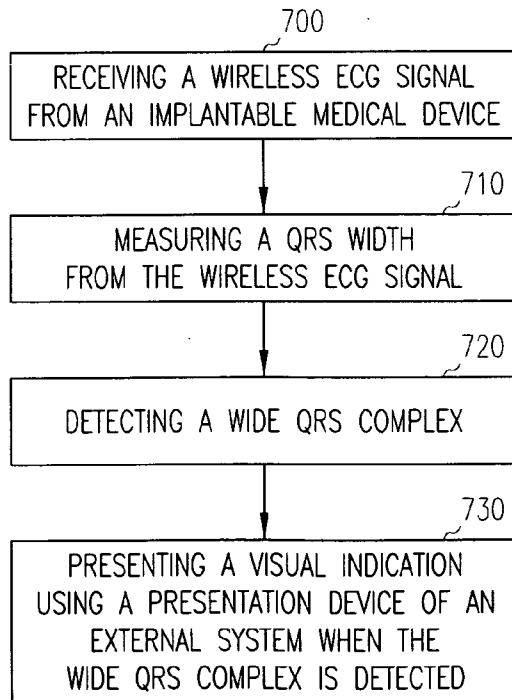 700
RECEIVING A WIRELESS ECG SIGNAL
FROM AN IMPLANTABLE MEDICAL DEVICE
710
MEASURING A QRS WIDTH
FROM THE WIRELESS ECG SIGNAL
720
DETECTING A WIDE QRS COMPLEX
730
PRESENTING A VISUAL INDICATION
USING A PRESENTATION DEVICE OF AN
EXTERNAL SYSTEM WHEN THE
WIDE QRS COMPLEX IS DETECTED